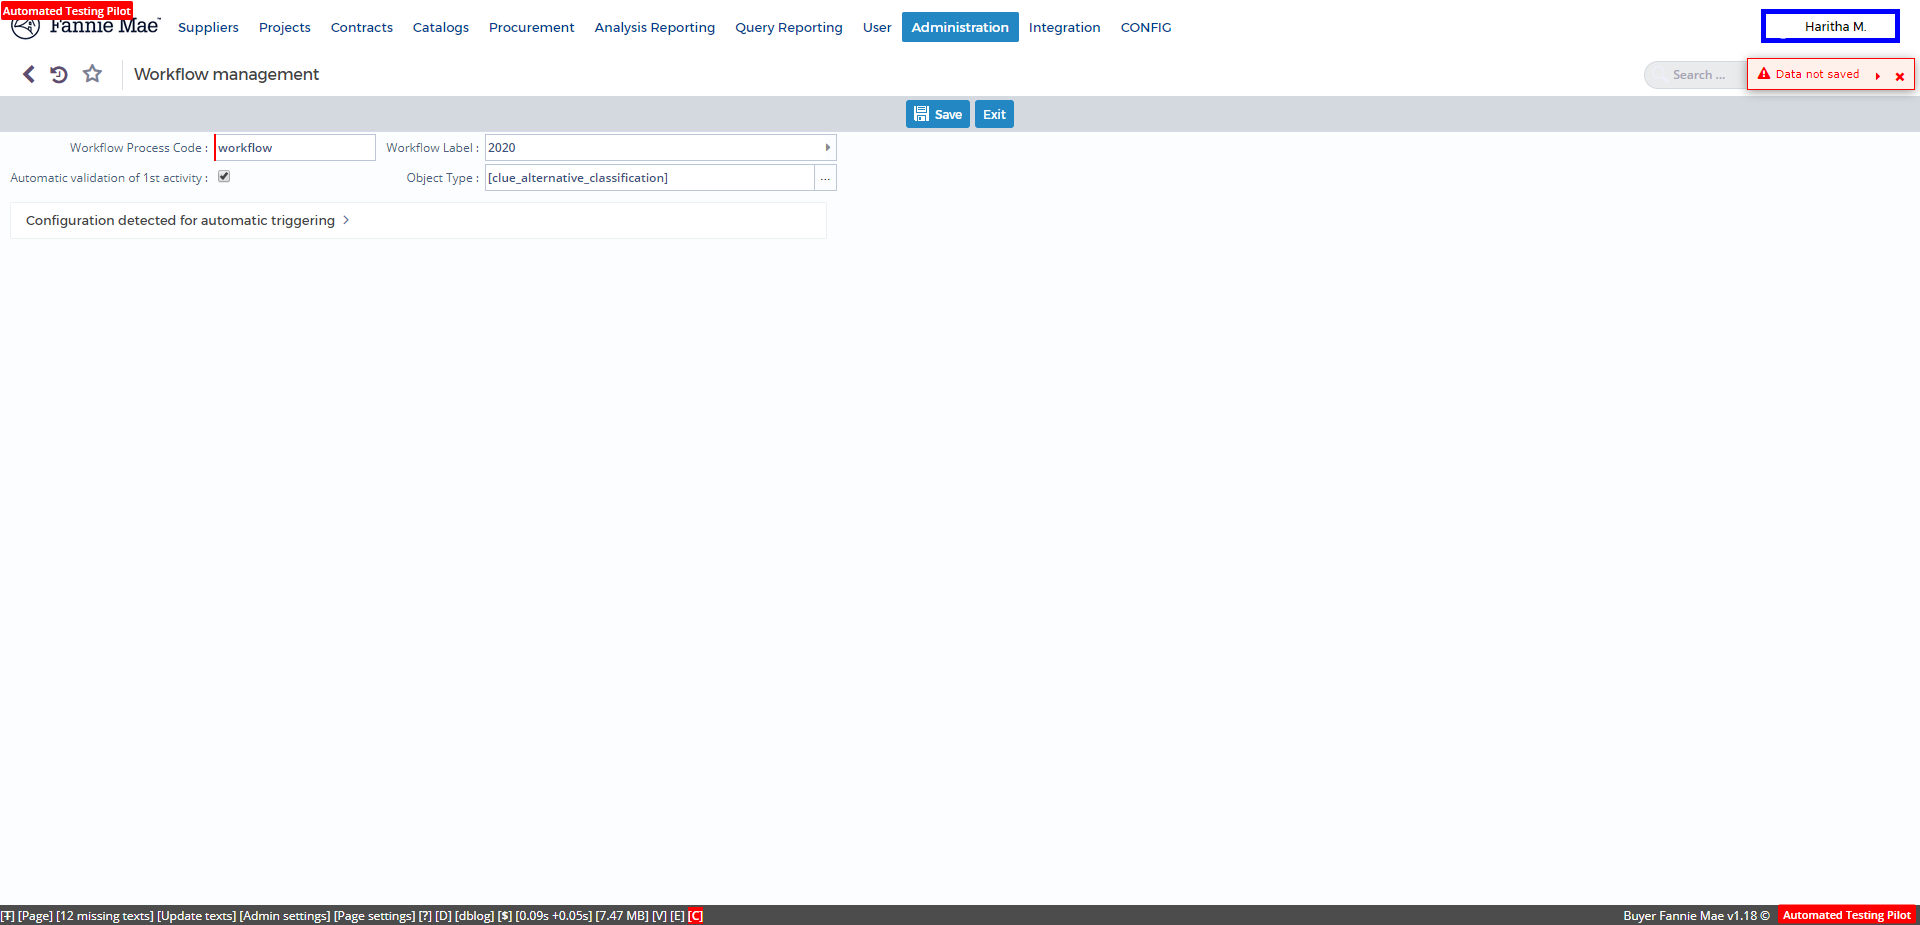 Automated Testing Pilot
Fannie Mae
Suppliers Projects Contracts Catalogs Procurement Analysis Reporting Query Reporting User Administration Integration CONFIG
Haritha M.
Workflow management
Search ...
Data not saved
Save Exit
Workflow Process Code : workflow Workflow Label : 2020
Automatic validation of 1st activity : Object Type : [clue_alternative_classification] ...
Configuration detected for automatic triggering
[T] [Page] [12 missing texts] [Update texts] [Admin settings] [Page settings] [?] [D] [dblog] [$] [0.09s +0.05s] [7.47 MB] [V] [E] [C]
Buyer Fannie Mae v1.18 © Automated Testing Pilot